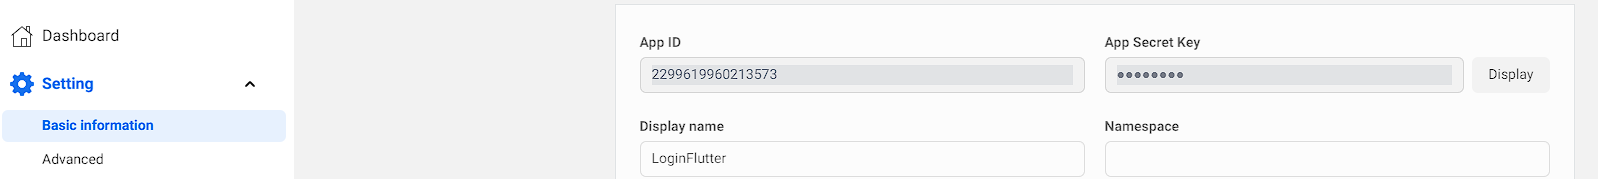 Dashboard
Setting
Basic information
Advanced
App ID
2299619960213573
App Secret Key
●●●●●●●●
Display
Display name
LoginFlutter
Namespace